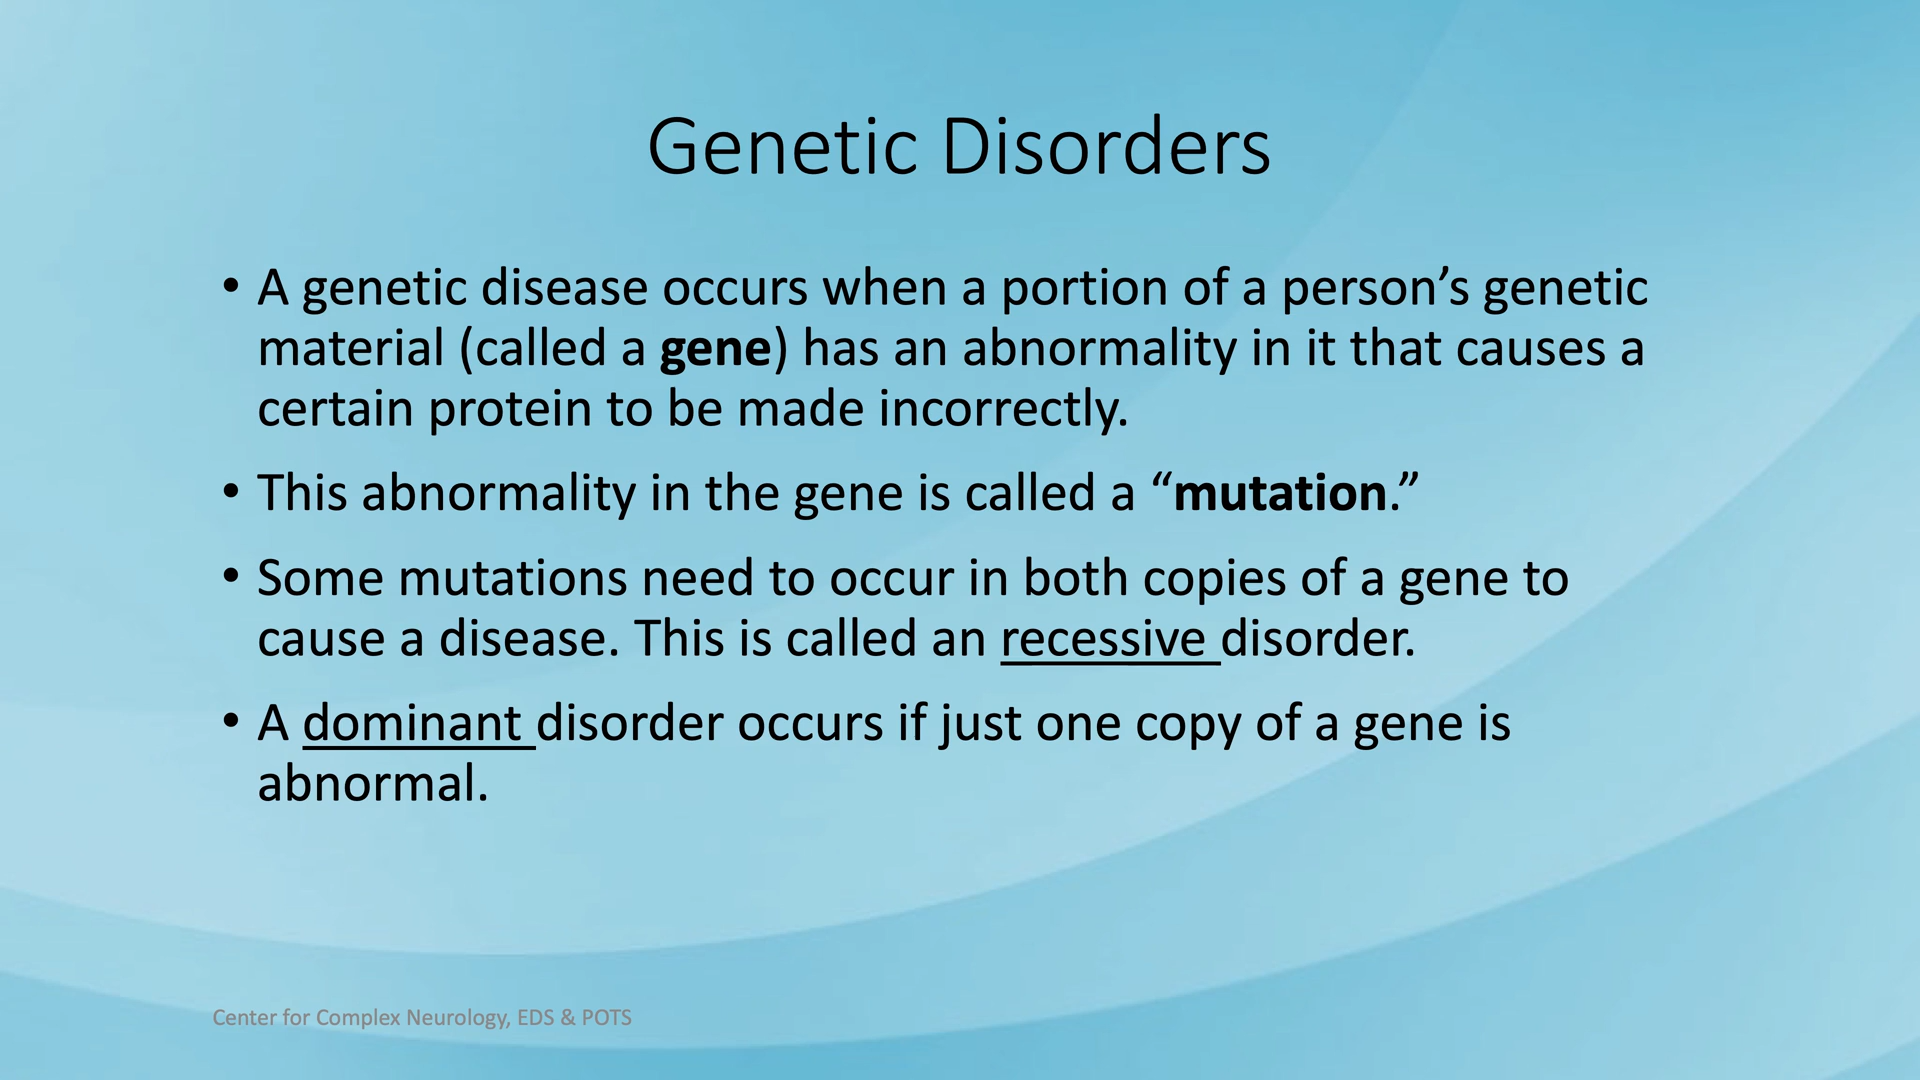 Genetic Disorders
• A genetic disease occurs when a portion of a person’s genetic
material (called a gene) has an abnormality in it that causes a
certain protein to be made incorrectly.
• This abnormality in the gene is called a “mutation.”
• Some mutations need to occur in both copies of a gene to
cause a disease. This is called an recessive disorder.
• A dominant disorder occurs if just one copy of a gene is
abnormal.
Center for Complex Neurology, EDS & POTS